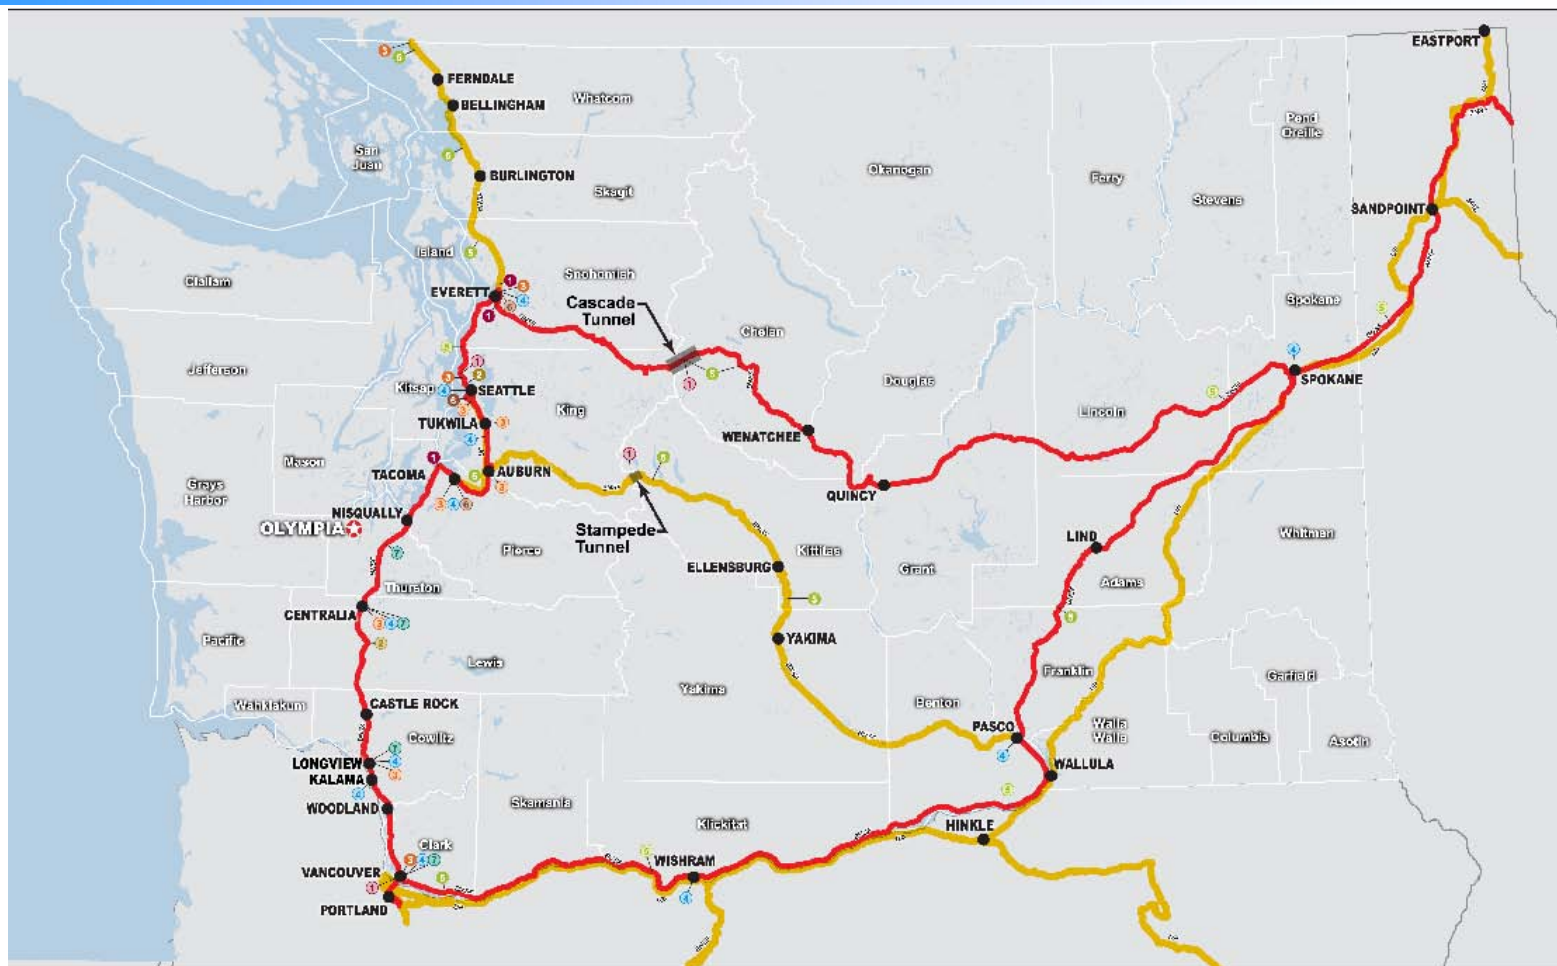 EASTPORT
FERNDALE
BELLINGHAM
Whatcom
Pend
Oreille
San
Juan
BURLINGTON
Skagit
Okanogan
Ferry
Stevens
SANDPOINT
Island
Clallam
Snohomish
EVERETT
Cascade
Tunnel
Chelan
Spokane
Jefferson
Kitsap
SEATTLE
Douglas
SPOKANE
King
TUKWILA
WENATCHEE
Lincoln
Mason
TACOMA
AUBURN
Grays
Harbor
QUINCY
NISQUALLY
OLYMPIA
Stampede
Tunnel
Pierce
Kittitas
LIND
Whitman
ELLENSBURG
Grant
Adams
Thurston
CENTRALIA
Pacific
YAKIMA
Lewis
Yakima
Franklin
Garfield
Wahkiakum
CASTLE ROCK
Cowlitz
Benton
PASCO
Walla
Walla
Columbia
Asotin
LONGVIEW
KALAMA
WALLULA
WOODLAND
Skamania
Klickitat
HINKLE
Clark
VANCOUVER
WISHRAM
PORTLAND